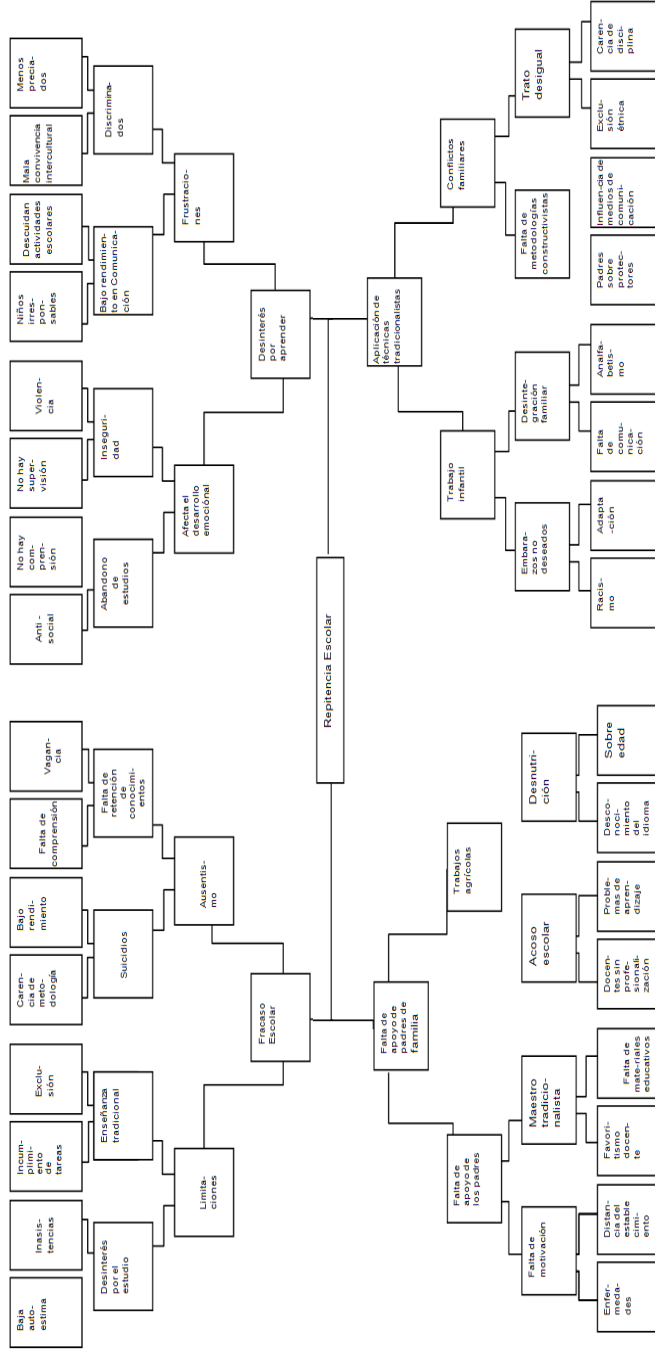 Baja
auto-
estima
Inasis-
tencias
Incum-
plimi-
ento
de
tareas
Exclu-
sión
Caren-
cia de
meto-
dología
Bajo
rendi-
miento
Falta de
comprensión
Vagan-
cia
Anti -
social
No hay
com-
prensión
No hay
super-
visión
Violen-
cia
Niños
irres-
pon-
sables
Descuidan
actividades
escolares
Mala
convivencia
intercultural
Menos
precia-
dos
Desinterés
por el
estudio
Enseñanza
tradicional
Suicidios
Falta de
retención
de
conocimi-
entos
Abandono
de
estudios
Inseguri-
dad
Bajo rendimien-
to en Comunica-
ción
Discrimina-
dos
Limita-
ciones
Ausentis-
mo
Afecta el
desarrollo
emociónal
Frustracio-
nes
Fracaso
Escolar
Desinterés
por
aprender
Repitencia Escolar
Falta de
apoyo de
padres de
familia
Aplicación de
técnicas
tradicionalistas
Falta de
apoyo de
los padres
Trabajos
agrícolas
Trabajo
infantil
Conflictos
familiares
Falta de
motivación
Maestro
tradicio-
nalista
Acoso
escolar
Desnutri-
ción
Embara-
zos no
deseados
Desinte-
gración
familiar
Falta de
metodologías
constructivistas
Trato
desigual
Enfer-
meda-
des
Distan-
cia del
estable
cimi-
ento
Favori-
tismo
docen-
te
Falta de
mate-riales
educativos
Docen-
tes sin
profe-
sionali-
zación
Proble-
mas de
apren-
dizaje
Desco-
noci-
miento
del
idioma
Sobre
edad
Racis-
mo
Adapta
-ción
Falta
de
comu-
nica-
ción
Analfa-
betis-
mo
Padres
sobre
protec-
tores
Influen-cia de
medios de
comuni-
cación
Exclu-
sión
étnica
Caren-
cia de
disci-
plina